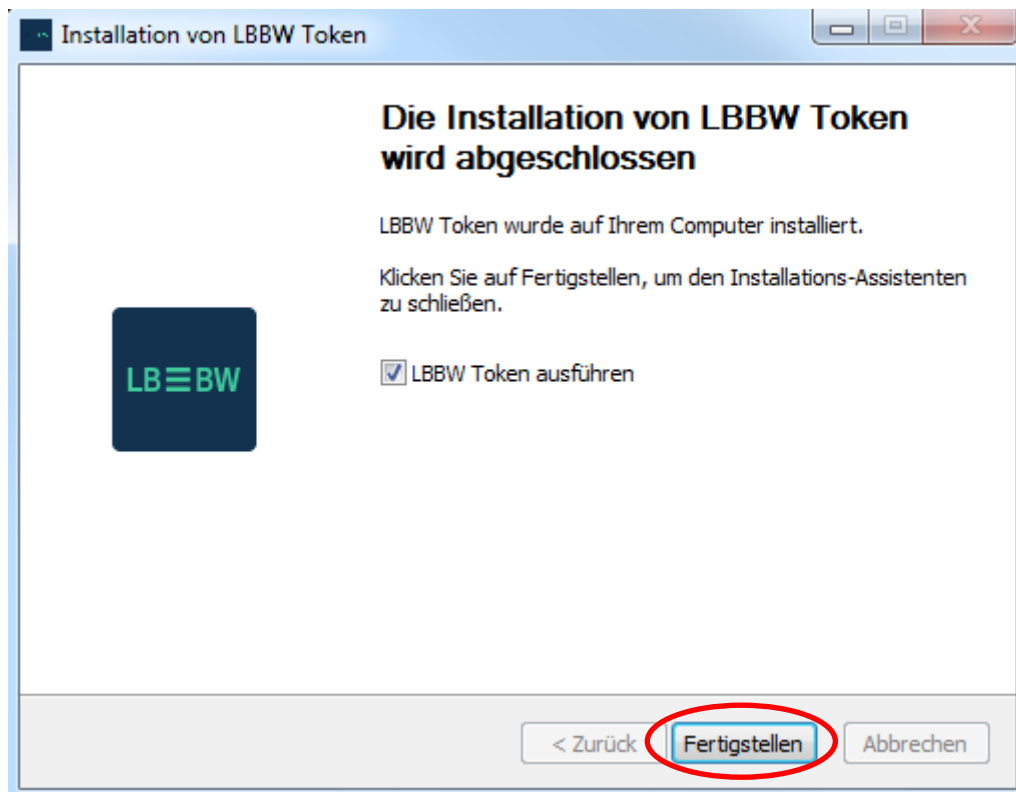 Installation von LBBW Token
Die Installation von LBBW Token
wird abgeschlossen
LBBW Token wurde auf Ihrem Computer installiert.
Klicken Sie auf Fertigstellen, um den Installations-Assistenten
zu schließen.
LB≡BW
LBBW Token ausführen
< Zurück
Fertigstellen
Abbrechen